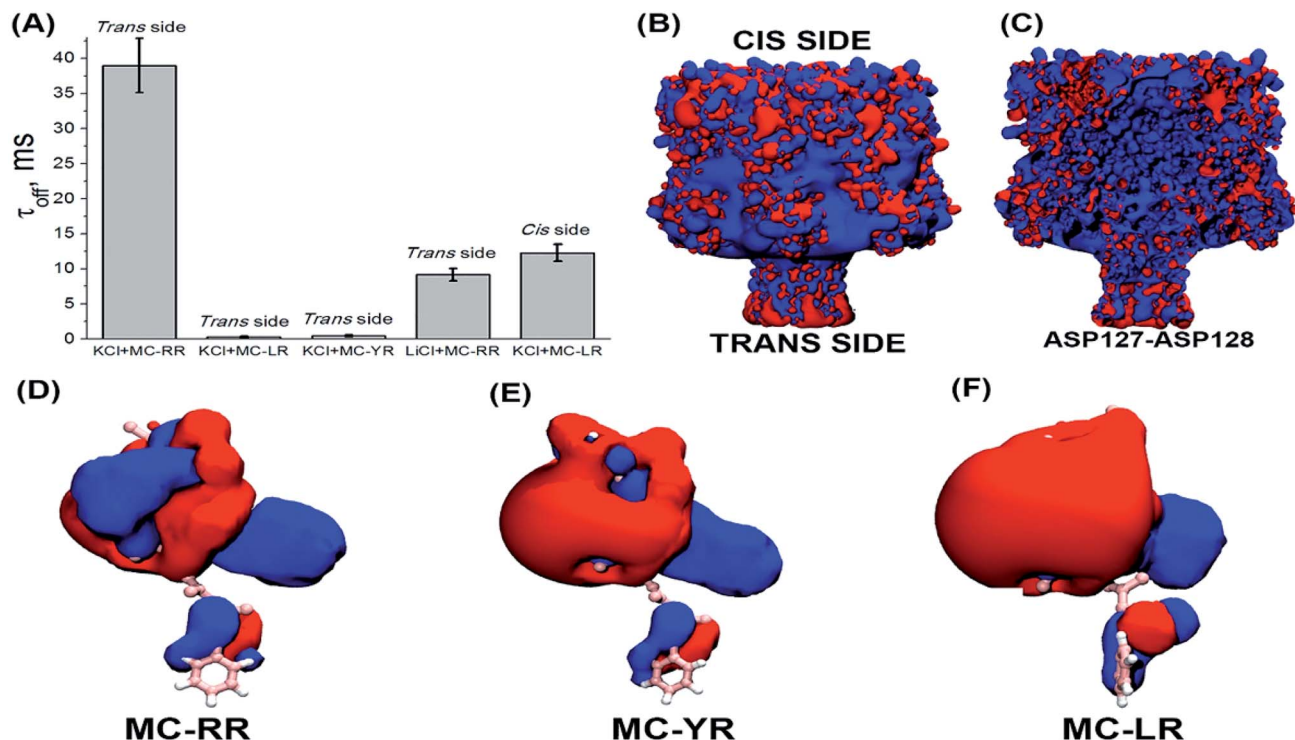 (A)
τoff, ms
40
35
30
25
20
15
10
5
0
Trans side
Trans side
Trans side
Trans side
Cis side
KCl+MC-RR
KCl+MC-LR
KCl+MC-YR
LiCl+MC-RR
KCl+MC-LR
(B)
CIS SIDE
TRANS SIDE
(C)
ASP127-ASP128
(D)
MC-RR
(E)
MC-YR
(F)
MC-LR